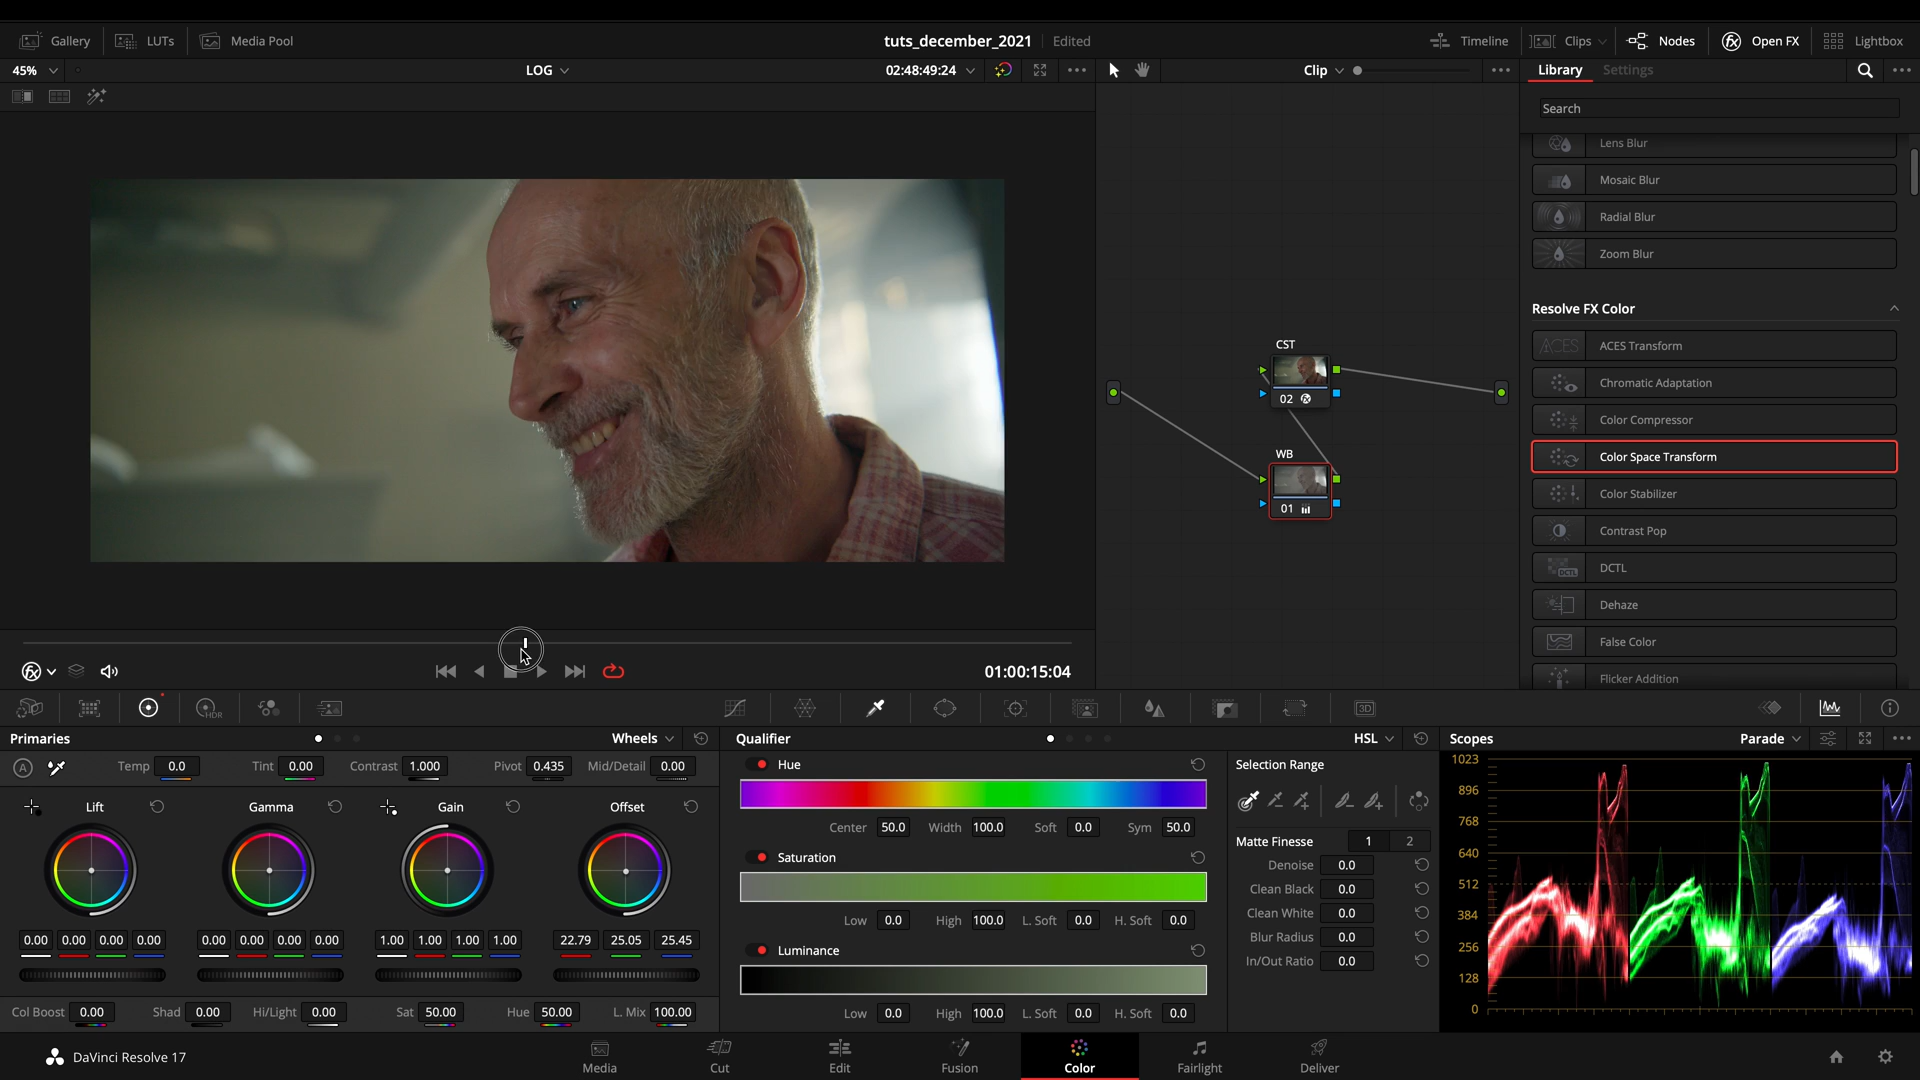 Gallery LUTs Media Pool tuts_december_2021 Edited Timeline Clips Nodes Open FX Lightbox
45% LOG 02:48:49:24 Clip Library Settings
Search
Lens Blur
Mosaic Blur
Radial Blur
Zoom Blur
Resolve FX Color
ACES ACES Transform
Chromatic Adaptation
Color Compressor
Color Space Transform
Color Stabilizer
Contrast Pop
DCTL DCTL
Dehaze
False Color
Flicker Addition
CST
02
WB
01
01:00:15:04
HDR 3D
Primaries Wheels
A Temp 0.0 Tint 0.00 Contrast 1.000 Pivot 0.435 Mid/Detail 0.00
Lift Gamma Gain Offset
0.00 0.00 0.00 0.00 0.00 0.00 0.00 0.00 1.00 1.00 1.00 1.00 22.79 25.05 25.45
Col Boost 0.00 Shad 0.00 Hi/Light 0.00 Sat 50.00 Hue 50.00 L. Mix 100.00
Qualifier HSL
Hue
Center 50.0 Width 100.0 Soft 0.0 Sym 50.0
Saturation
Low 0.0 High 100.0 L. Soft 0.0 H. Soft 0.0
Luminance
Low 0.0 High 100.0 L. Soft 0.0 H. Soft 0.0
Selection Range
Matte Finesse 1 2
Denoise 0.0
Clean Black 0.0
Clean White 0.0
Blur Radius 0.0
In/Out Ratio 0.0
Scopes Parade
1023
896
768
640
512
384
256
128
0
DaVinci Resolve 17 Media Cut Edit Fusion Color Fairlight Deliver